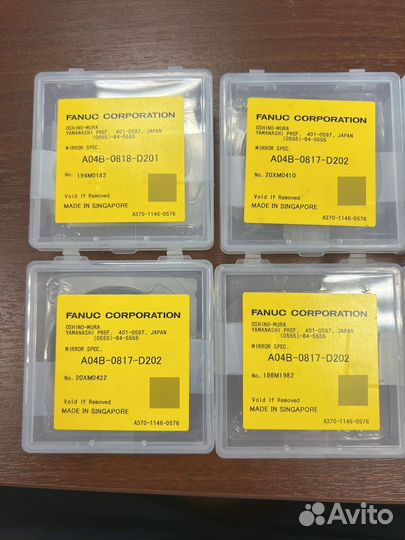 FANUC CORPORATION
OSHINO-MURA
YAMANASHI PREF. 401-0597, JAPAN
(0555)-84-5555
MIRROR SPEC.
A04B-0818-D201
No. 194M0182
Void if Removed
MADE IN SINGAPORE
A370-1146-0576
FANUC CORPORATION
OSHINO-MURA
YAMANASHI PREF. 401-0597, JAPAN
(0555)-84-5555
MIRROR SPEC.
A04B-0817-D202
No. 20XM0410
Void if Removed
MADE IN SINGAPORE
A370-1146-0576
FANUC CORPORATION
OSHINO-MURA
YAMANASHI PREF. 401-0597, JAPAN
(0555)-84-5555
MIRROR SPEC.
A04B-0817-D202
No. 20XM0432
Void if Removed
MADE IN SINGAPORE
A370-1146-0576
FANUC CORPORATION
OSHINO-MURA
YAMANASHI PREF. 401-0597, JAPAN
(0555)-84-5555
MIRROR SPEC.
A04B-0817-D202
No. 186M1982
Void if Removed
MADE IN SINGAPORE
A370-1146-0576
Avito